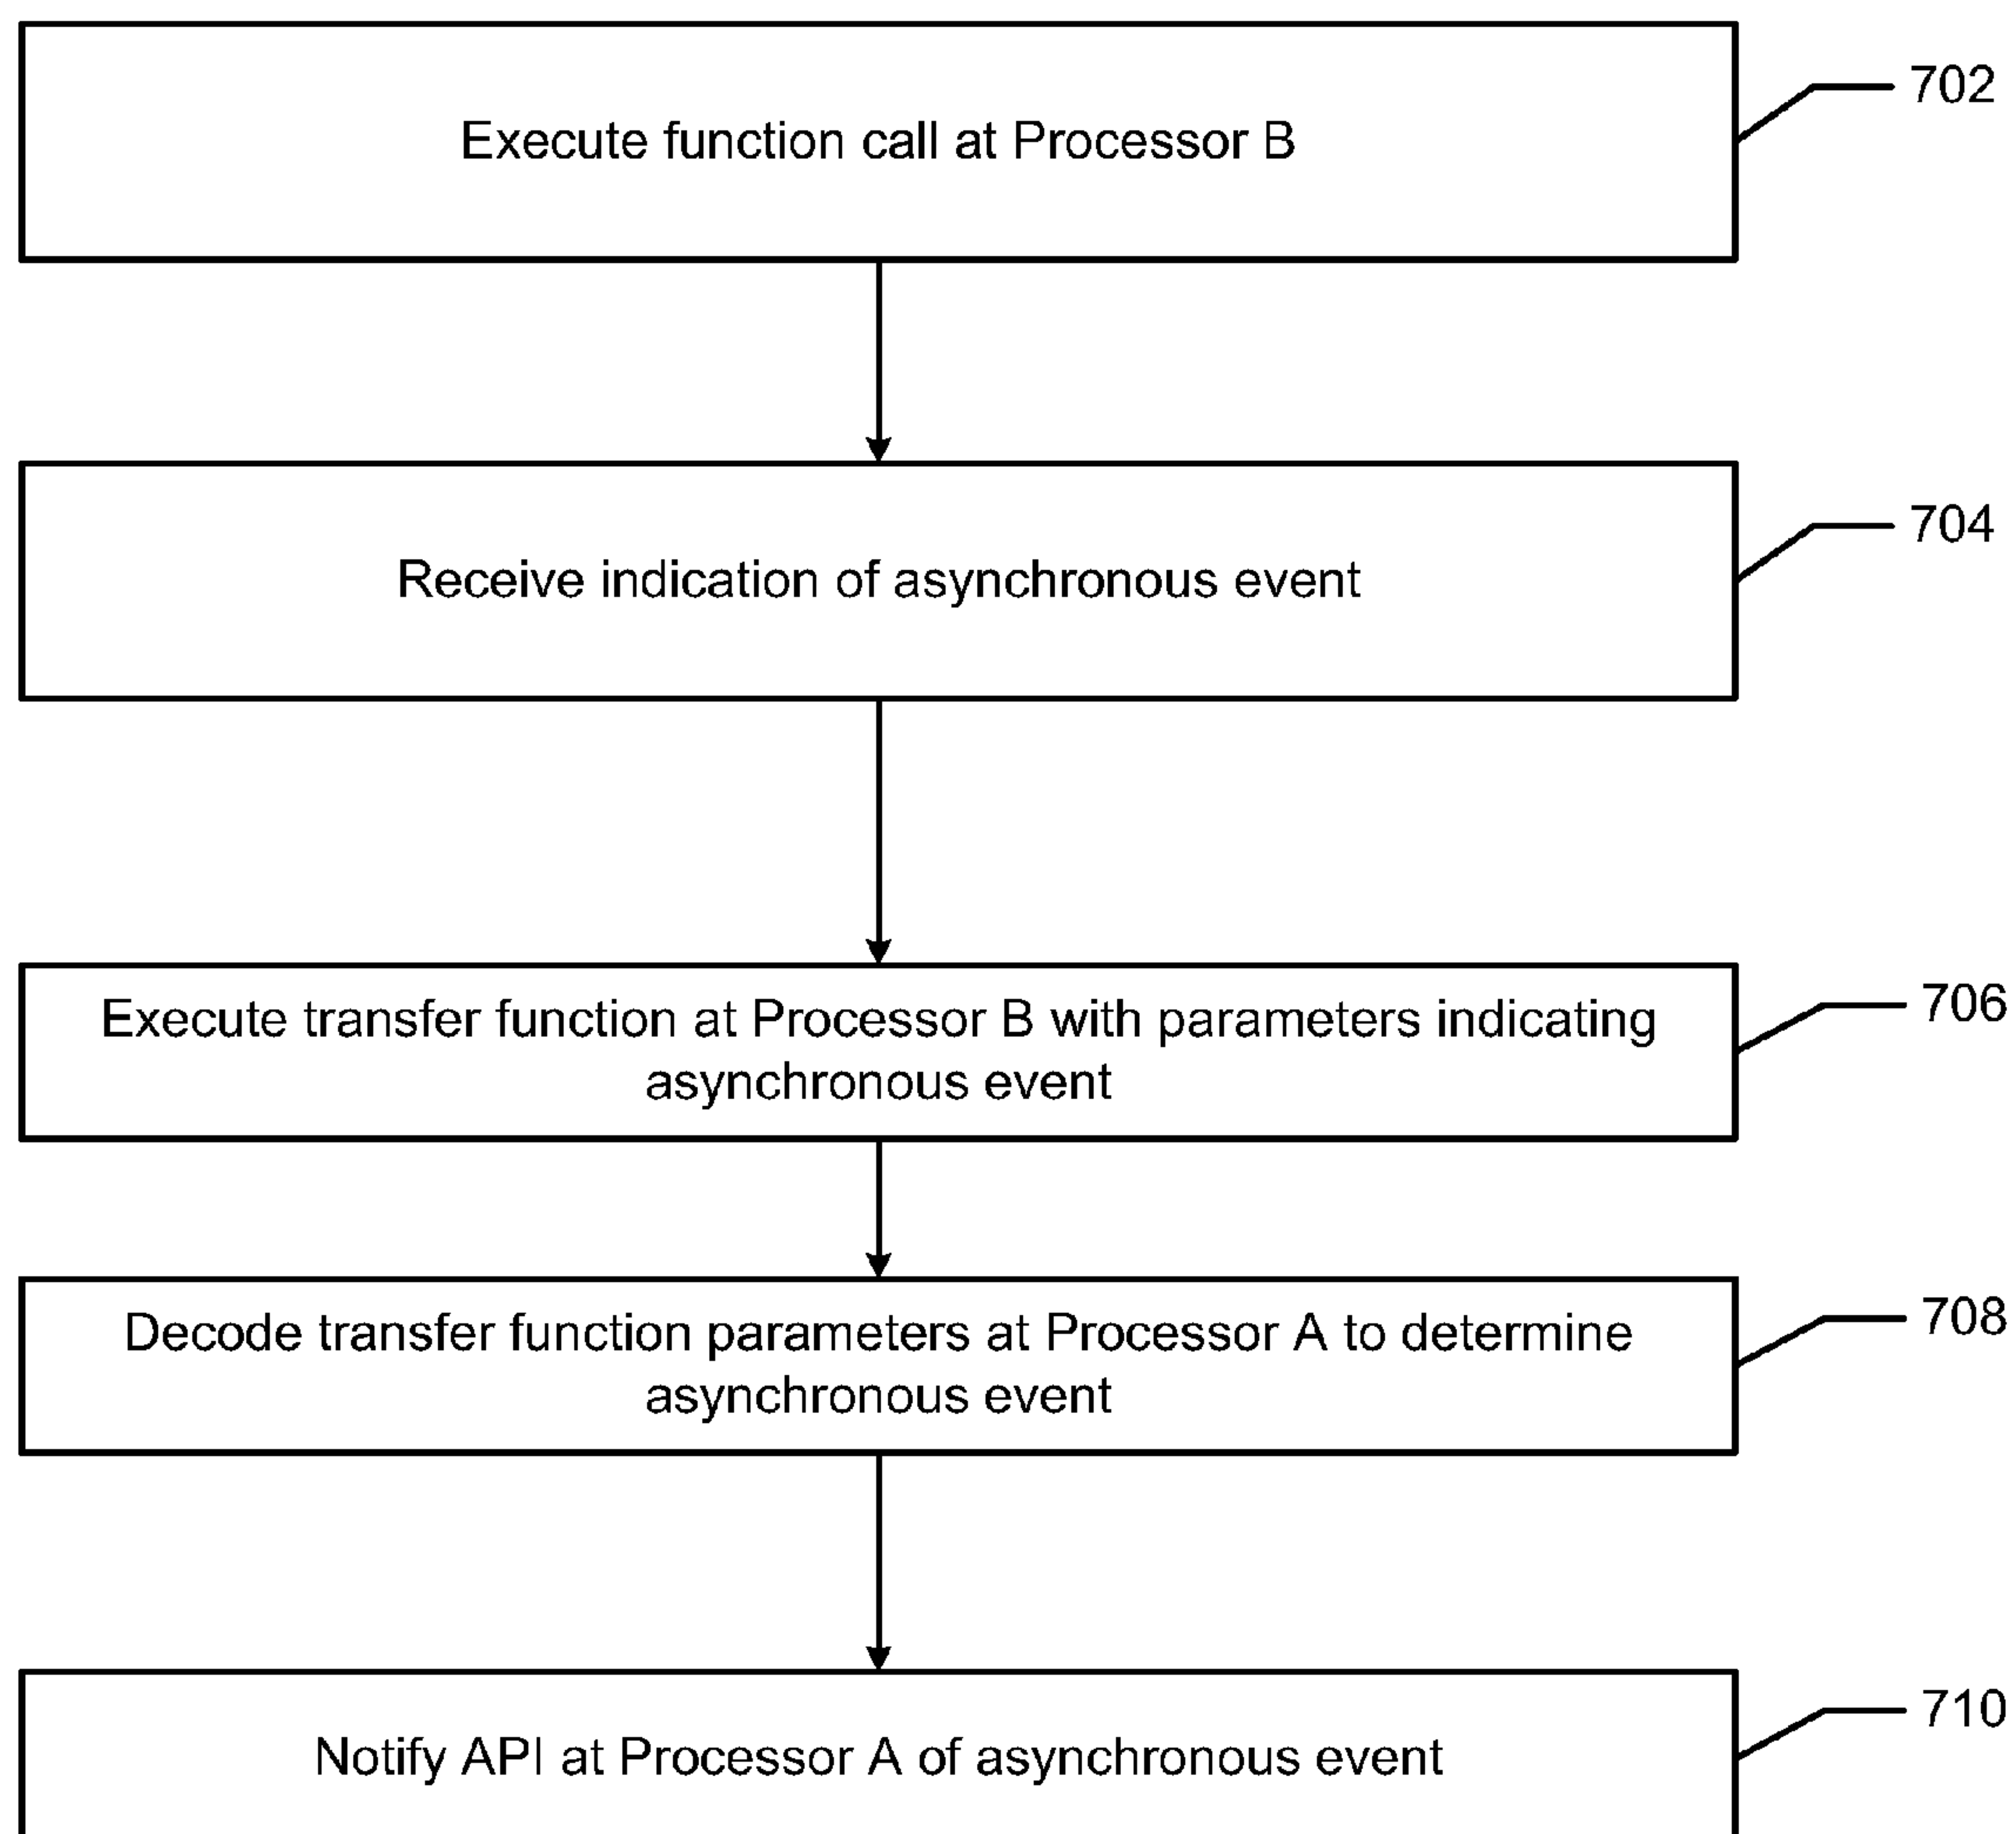 Execute function call at Processor B
702
Receive indication of asynchronous event
704
Execute transfer function at Processor B with parameters indicating
asynchronous event
706
Decode transfer function parameters at Processor A to determine
asynchronous event
708
Notify API at Processor A of asynchronous event
710